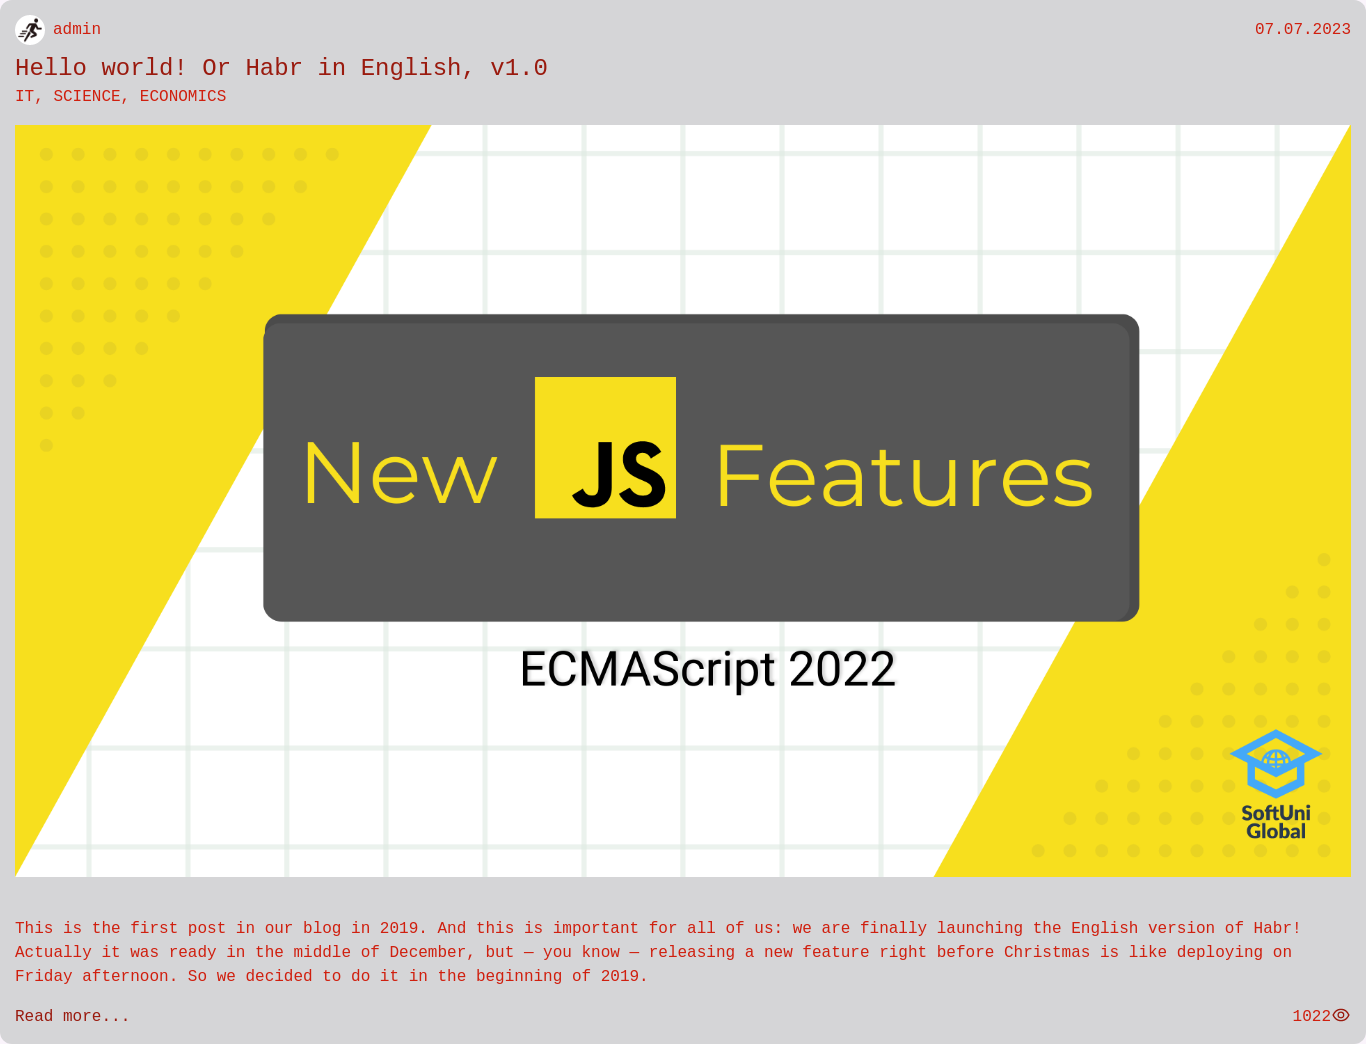 admin
07.07.2023
Hello world! Or Habr in English, v1.0
IT, SCIENCE, ECONOMICS
New JS Features
ECMAScript 2022
SoftUni
Global
This is the first post in our blog in 2019. And this is important for all of us: we are finally launching the English version of Habr!
Actually it was ready in the middle of December, but — you know — releasing a new feature right before Christmas is like deploying on
Friday afternoon. So we decided to do it in the beginning of 2019.
Read more...
1022